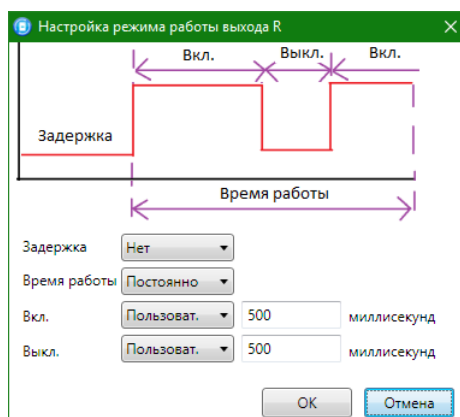 Настройка режима работы выхода R
Вкл. Выкл. Вкл.
Задержка
Время работы
Задержка Нет
Время работы Постоянно
Вкл. Пользоват. 500 миллисекунд
Выкл. Пользоват. 500 миллисекунд
OK Отмена